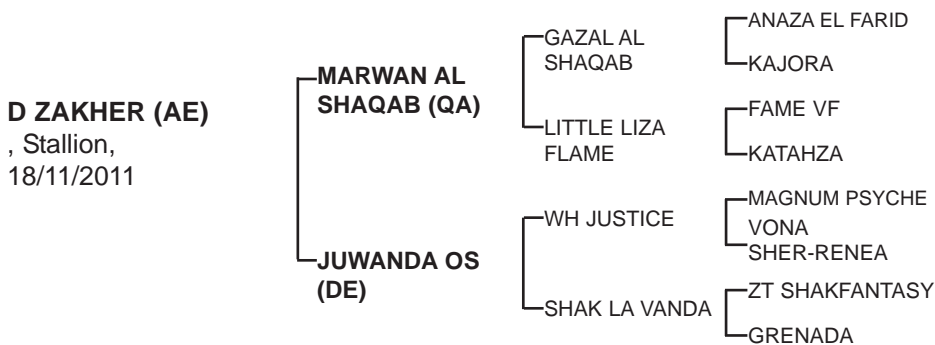 D ZAKHER (AE)
, Stallion,
18/11/2011
MARWAN AL
SHAQAB (QA)
JUWANDA OS
(DE)
GAZAL AL
SHAQAB
LITTLE LIZA
FLAME
WH JUSTICE
SHAK LA VANDA
ANAZA EL FARID
KAJORA
FAME VF
KATAHZA
MAGNUM PSYCHE
VONA
SHER-RENEA
ZT SHAKFANTASY
GRENADA